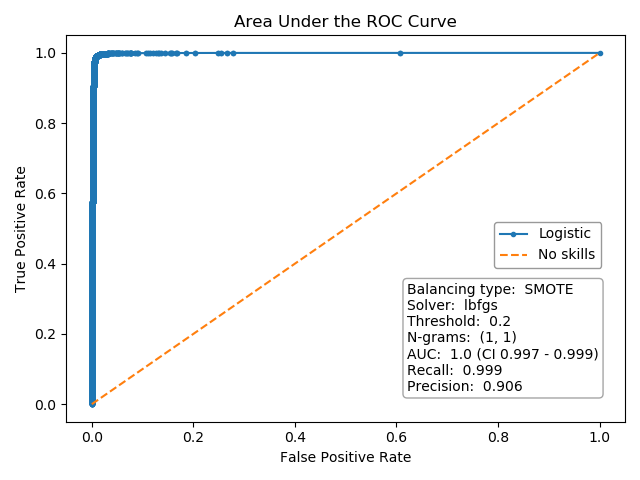 Area Under the ROC Curve
True Positive Rate
1.0
0.8
0.6
0.4
0.2
0.0
Logistic
No skills
Balancing type:  SMOTE
Solver:  lbfgs
Threshold:  0.2
N-grams:  (1, 1)
AUC:  1.0 (CI 0.997 - 0.999)
Recall:  0.999
Precision:  0.906
0.0 0.2 0.4 0.6 0.8 1.0
False Positive Rate